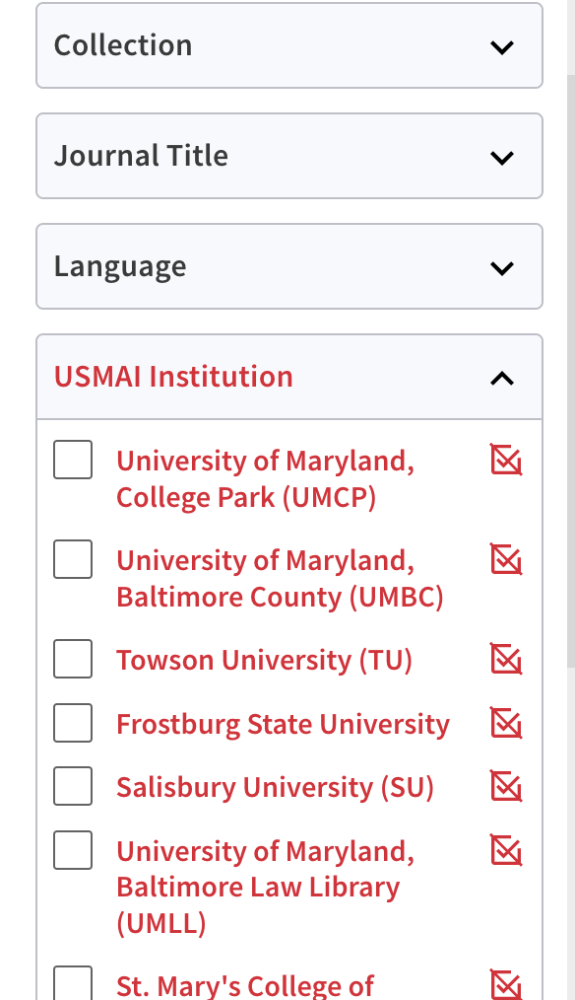 Collection
Journal Title
Language
USMAI Institution
University of Maryland,
College Park (UMCP)
University of Maryland,
Baltimore County (UMBC)
Towson University (TU)
Frostburg State University
Salisbury University (SU)
University of Maryland,
Baltimore Law Library
(UMLL)
St. Mary's College of